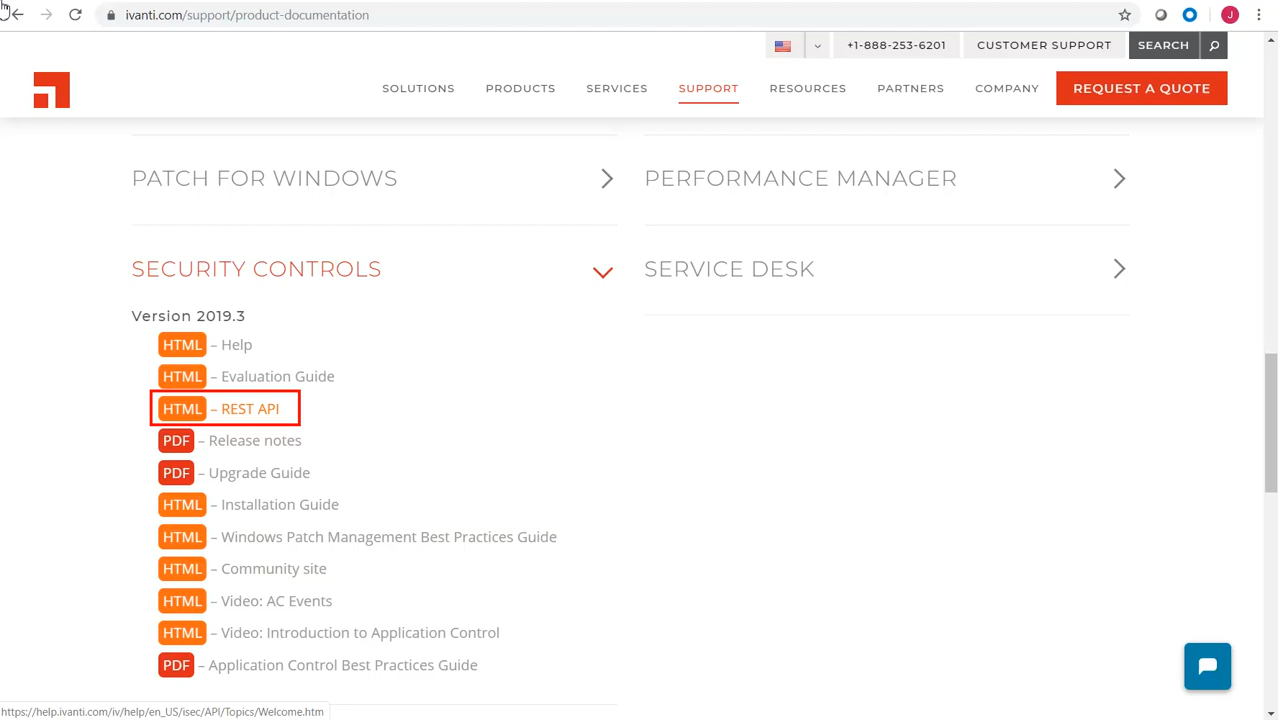 ivanti.com/support/product-documentation
J
+1-888-253-6201
CUSTOMER SUPPORT
SEARCH
SOLUTIONS
PRODUCTS
SERVICES
SUPPORT
RESOURCES
PARTNERS
COMPANY
REQUEST A QUOTE
PATCH FOR WINDOWS
PERFORMANCE MANAGER
SECURITY CONTROLS
SERVICE DESK
Version 2019.3
HTML – Help
HTML – Evaluation Guide
HTML – REST API
PDF – Release notes
PDF – Upgrade Guide
HTML – Installation Guide
HTML – Windows Patch Management Best Practices Guide
HTML – Community site
HTML – Video: AC Events
HTML – Video: Introduction to Application Control
PDF – Application Control Best Practices Guide
https://help.ivanti.com/iv/help/en_US/isec/API/Topics/Welcome.htm